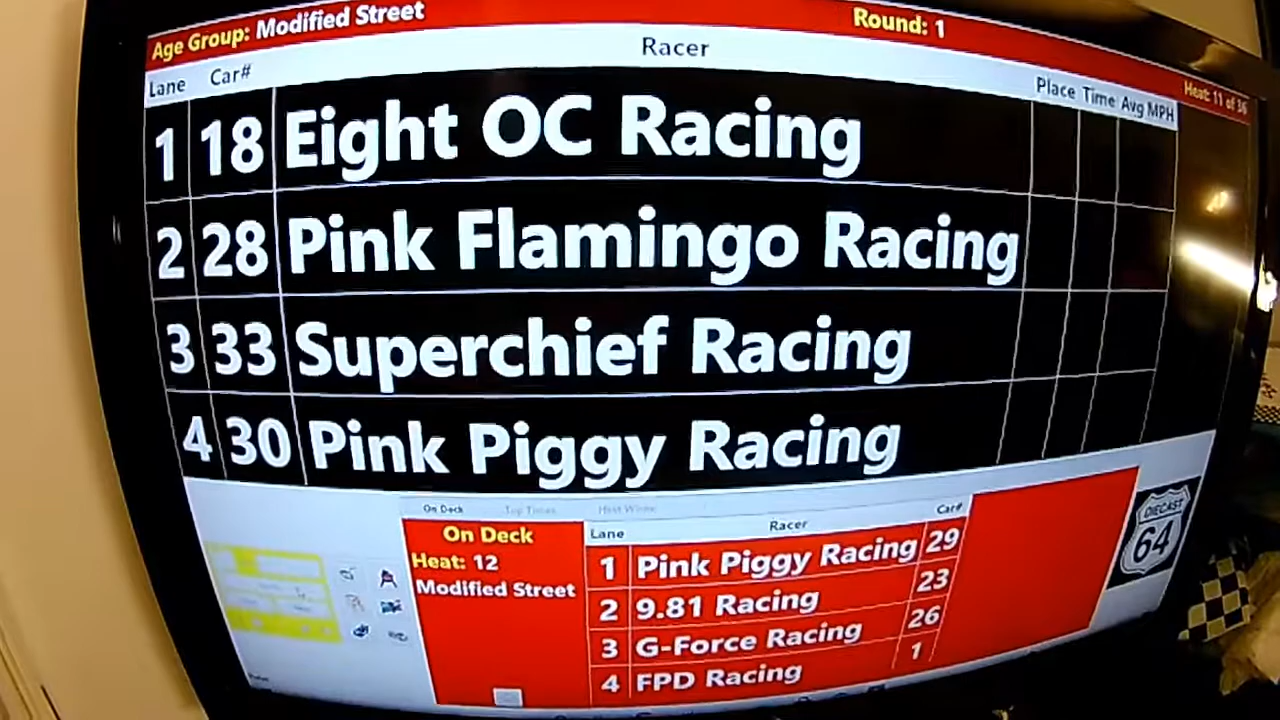 Age Group: Modified Street Round: 1 Heat: 11 of 36
Lane Car# Racer Place Time Avg MPH
1 18 Eight OC Racing
2 28 Pink Flamingo Racing
3 33 Superchief Racing
4 30 Pink Piggy Racing
On Deck Top Times Heat Winner
On Deck
Heat: 12
Modified Street
Lane Racer Car#
1 Pink Piggy Racing 29
2 9.81 Racing 23
3 G-Force Racing 26
4 FPD Racing 1
DIECAST
64